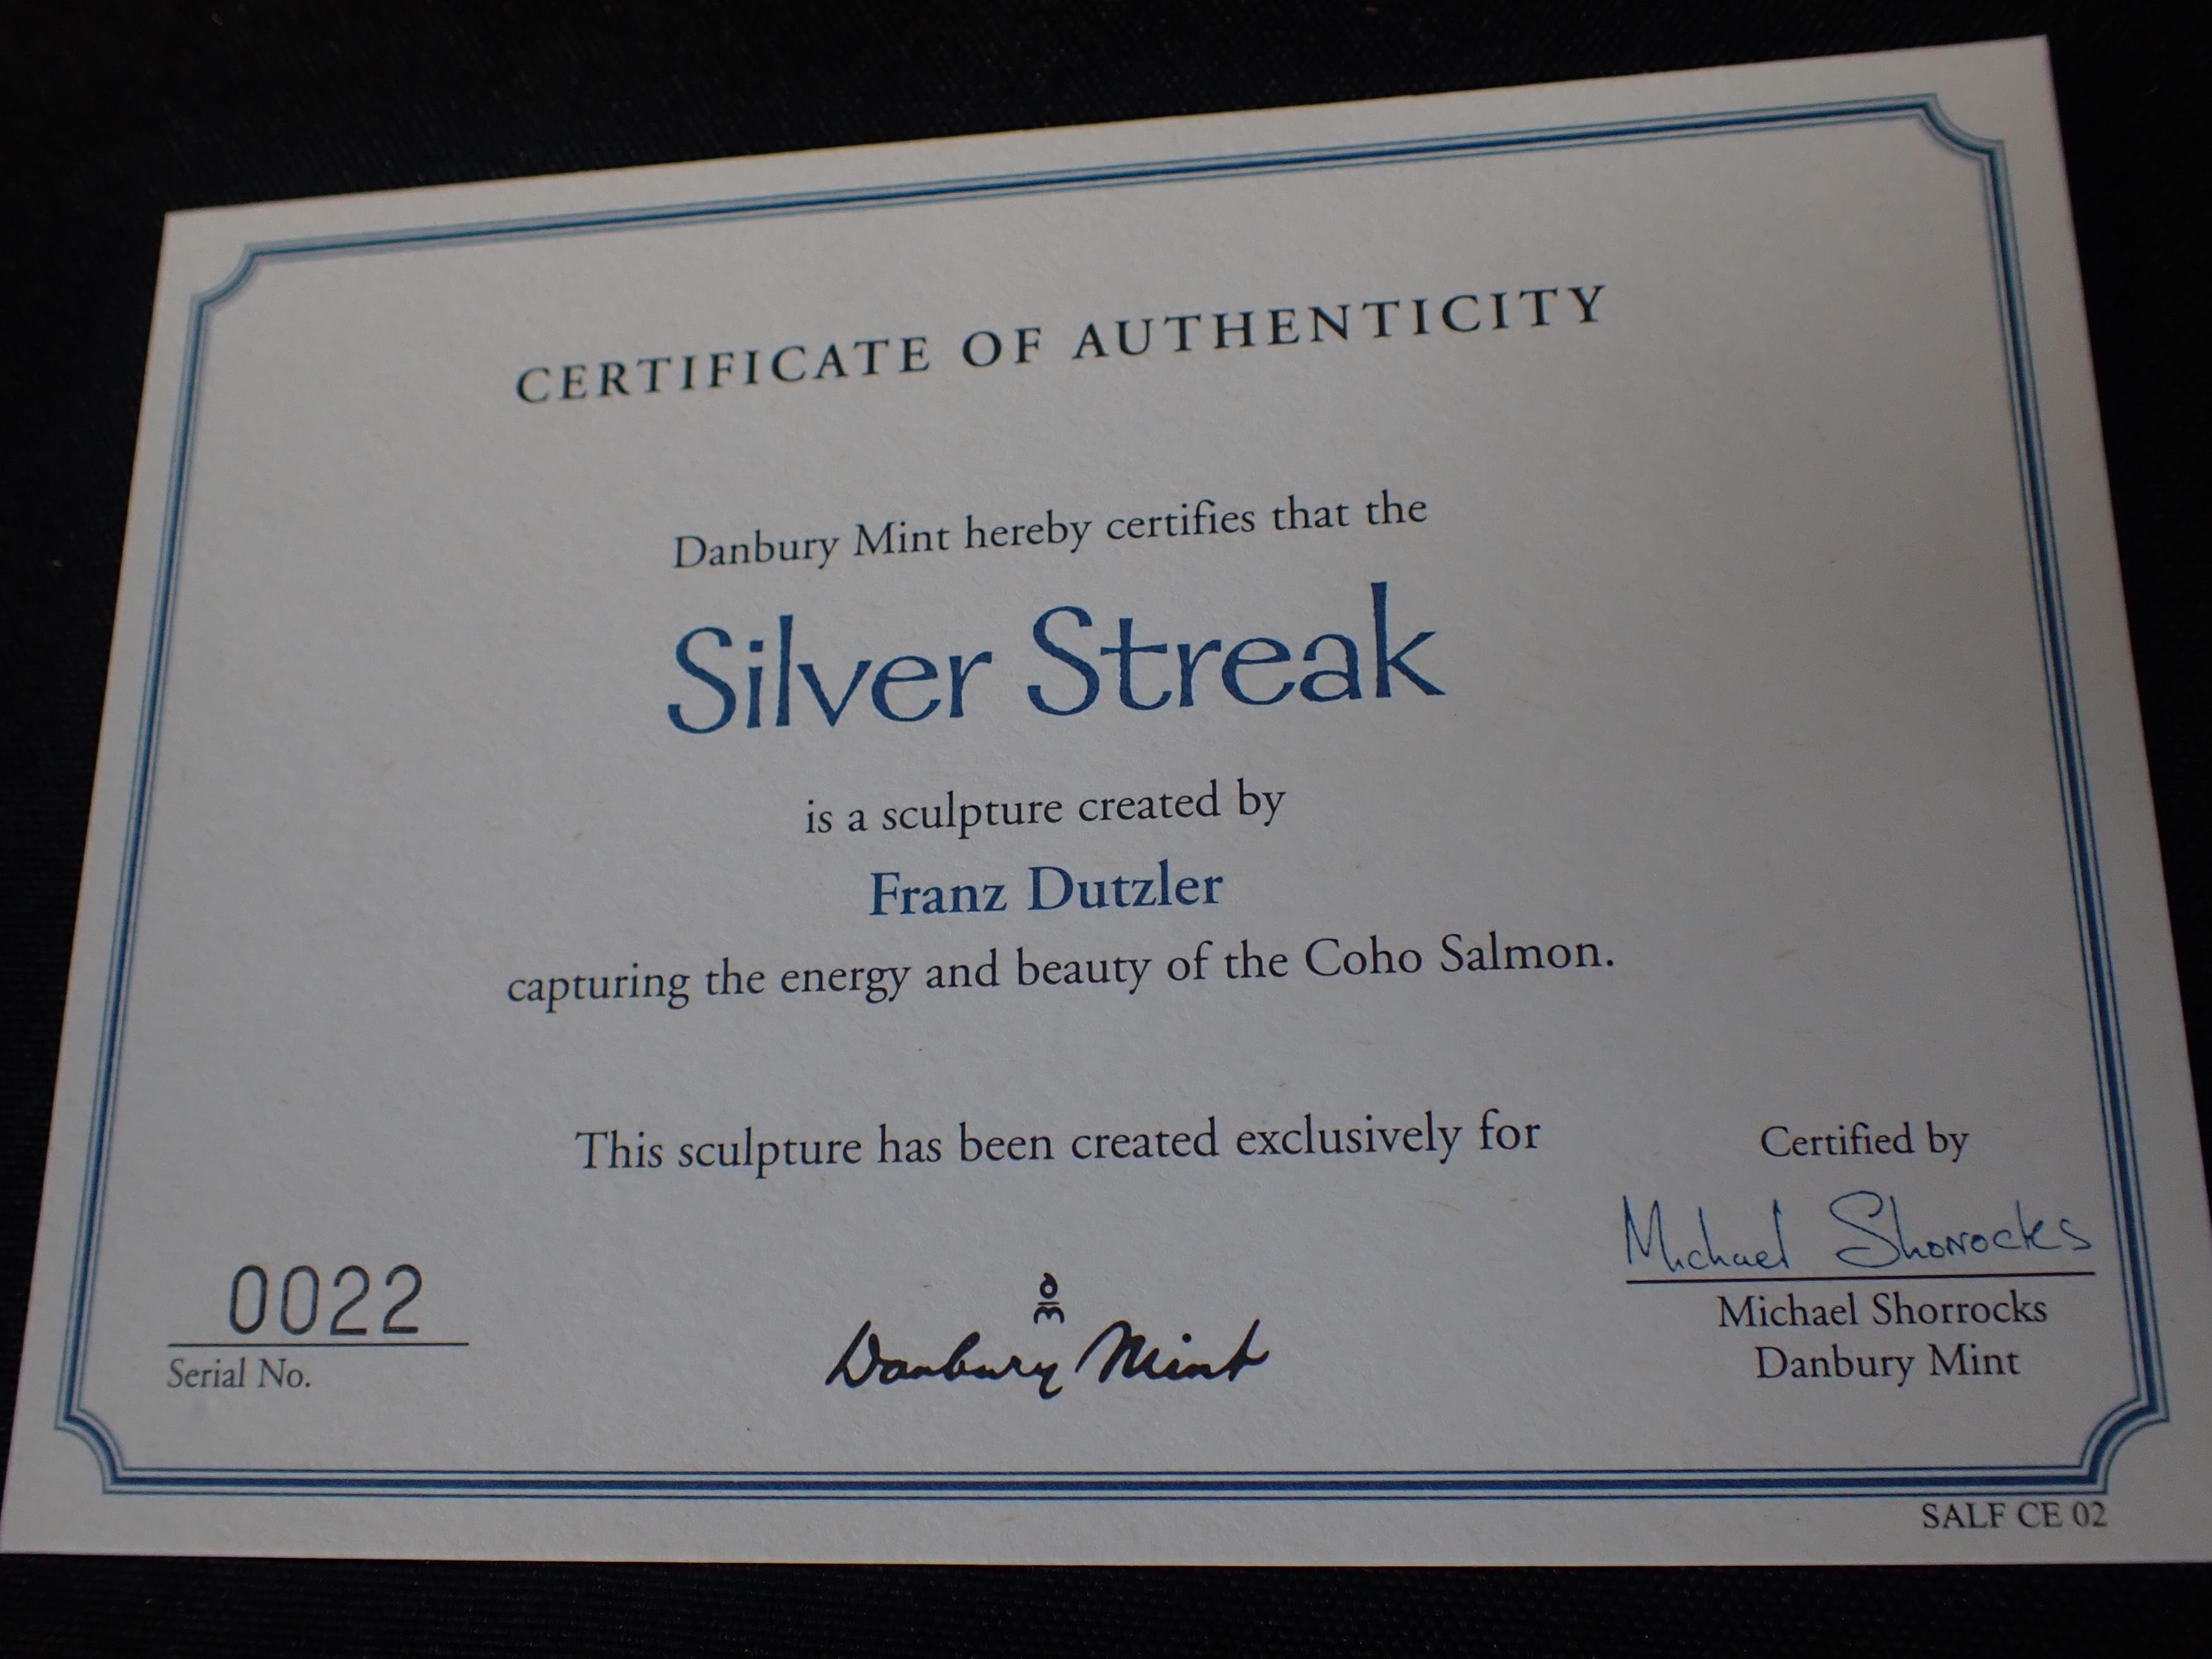 CERTIFICATE OF AUTHENTICITY
Danbury Mint hereby certifies that the
Silver Streak
is a sculpture created by
Franz Dutzler
capturing the energy and beauty of the Coho Salmon.
This sculpture has been created exclusively for
0022
Serial No.
dm
Danbury Mint
Certified by
Michael Shorrocks
Michael Shorrocks
Danbury Mint
SALF CE 02